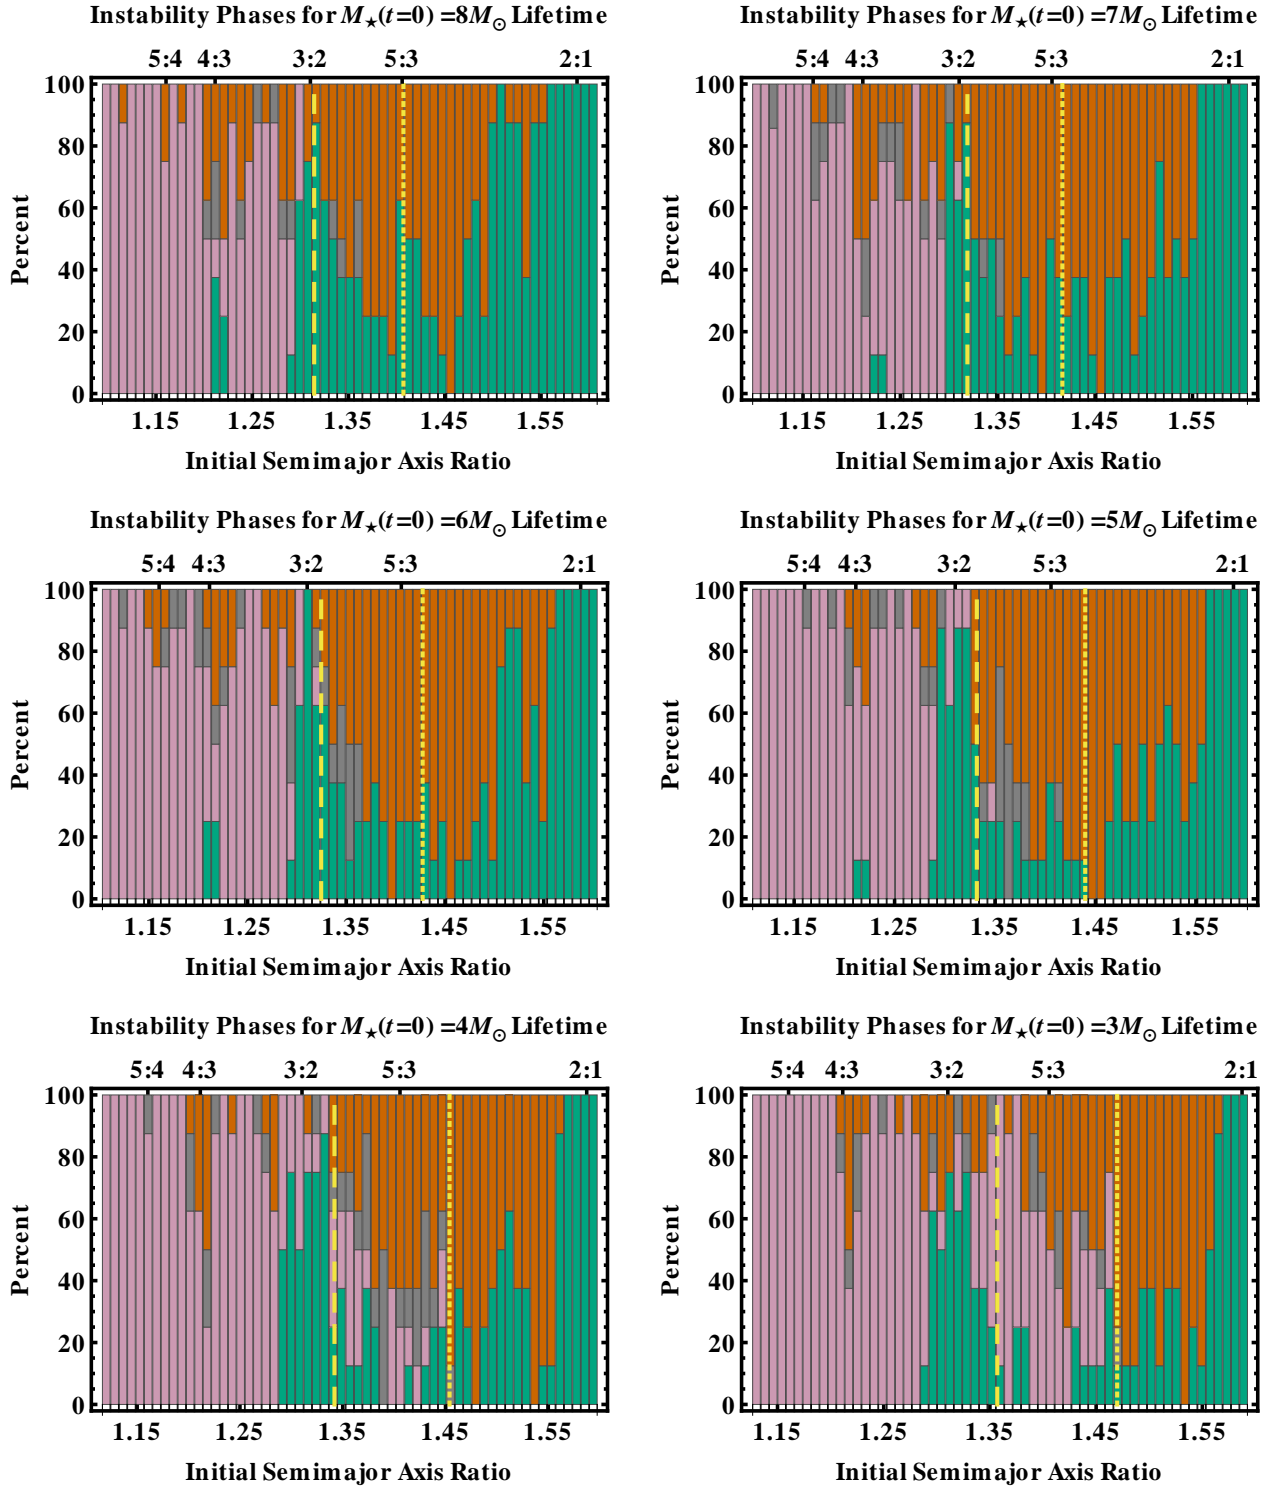 Instability Phases for M⋆(t=0) =8M⊙ Lifetime
5:4 4:3 3:2 5:3 2:1
100
80
60
40
20
0
Percent
1.15 1.25 1.35 1.45 1.55
Initial Semimajor Axis Ratio
Instability Phases for M⋆(t=0) =7M⊙ Lifetime
5:4 4:3 3:2 5:3 2:1
100
80
60
40
20
0
Percent
1.15 1.25 1.35 1.45 1.55
Initial Semimajor Axis Ratio
Instability Phases for M⋆(t=0) =6M⊙ Lifetime
5:4 4:3 3:2 5:3 2:1
100
80
60
40
20
0
Percent
1.15 1.25 1.35 1.45 1.55
Initial Semimajor Axis Ratio
Instability Phases for M⋆(t=0) =5M⊙ Lifetime
5:4 4:3 3:2 5:3 2:1
100
80
60
40
20
0
Percent
1.15 1.25 1.35 1.45 1.55
Initial Semimajor Axis Ratio
Instability Phases for M⋆(t=0) =4M⊙ Lifetime
5:4 4:3 3:2 5:3 2:1
100
80
60
40
20
0
Percent
1.15 1.25 1.35 1.45 1.55
Initial Semimajor Axis Ratio
Instability Phases for M⋆(t=0) =3M⊙ Lifetime
5:4 4:3 3:2 5:3 2:1
100
80
60
40
20
0
Percent
1.15 1.25 1.35 1.45 1.55
Initial Semimajor Axis Ratio